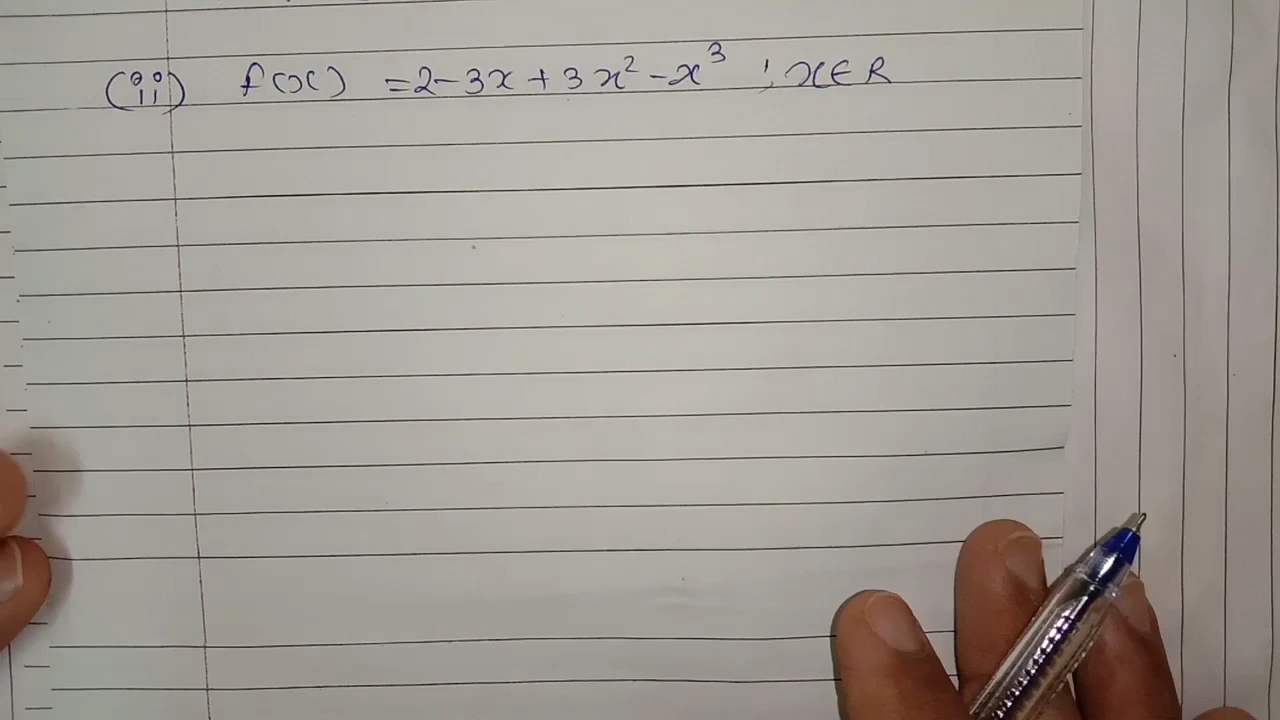 (ii) f(x) = 2 - 3x + 3x² - x³ ; x ∈ R